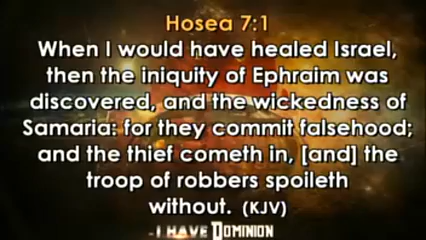 Hosea 7:1
When I would have healed Israel,
then the iniquity of Ephraim was
discovered, and the wickedness of
Samaria: for they commit falsehood;
and the thief cometh in, [and] the
troop of robbers spoileth
without. (KJV)
I HAVE DOMINION